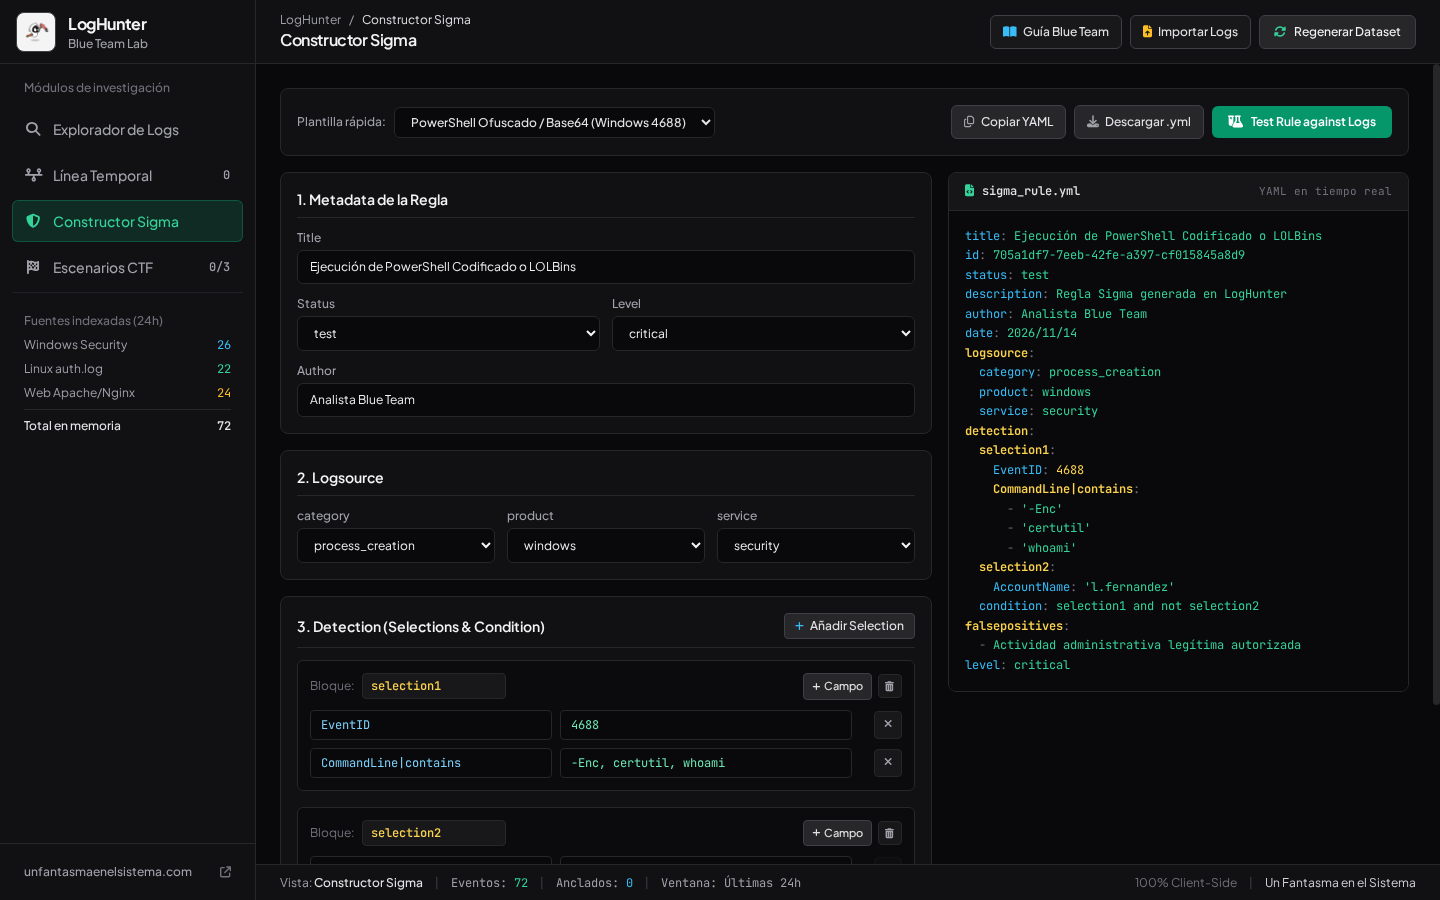 LogHunter
Blue Team Lab
Módulos de investigación
Explorador de Logs
Línea Temporal 0
Constructor Sigma
Escenarios CTF 0/3
Fuentes indexadas (24h)
Windows Security 26
Linux auth.log 22
Web Apache/Nginx 24
Total en memoria 72
unfantasmaenelsistema.com
LogHunter / Constructor Sigma
Constructor Sigma
Guía Blue Team
Importar Logs
Regenerar Dataset
Plantilla rápida: PowerShell Ofuscado / Base64 (Windows 4688)
Copiar YAML
Descargar .yml
Test Rule against Logs
1. Metadata de la Regla
Title
Ejecución de PowerShell Codificado o LOLBins
Status Level
test critical
Author
Analista Blue Team
2. Logsource
category product service
process_creation windows security
3. Detection (Selections & Condition)
+ Añadir Selection
Bloque: selection1 + Campo
EventID 4688 ×
CommandLine|contains -Enc, certutil, whoami ×
Bloque: selection2 + Campo
sigma_rule.yml YAML en tiempo real
title: Ejecución de PowerShell Codificado o LOLBins
id: 705a1df7-7eeb-42fe-a397-cf015845a8d9
status: test
description: Regla Sigma generada en LogHunter
author: Analista Blue Team
date: 2026/11/14
logsource:
category: process_creation
product: windows
service: security
detection:
selection1:
EventID: 4688
CommandLine|contains:
- '-Enc'
- 'certutil'
- 'whoami'
selection2:
AccountName: 'l.fernandez'
condition: selection1 and not selection2
falsepositives:
- Actividad administrativa legítima autorizada
level: critical
Vista: Constructor Sigma | Eventos: 72 | Anclados: 0 | Ventana: Últimas 24h
100% Client-Side | Un Fantasma en el Sistema